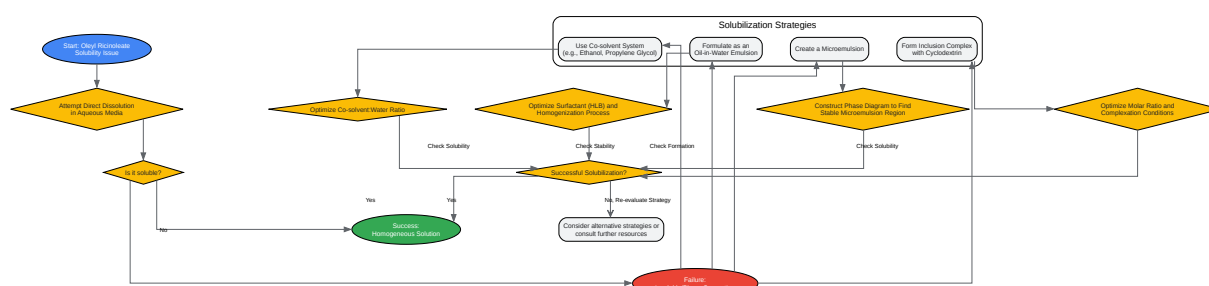 Solubilization Strategies
Start: Oleyl Ricinoleate
Solubility Issue
Use Co-solvent System
(e.g., Ethanol, Propylene Glycol)
Formulate as an
Oil-in-Water Emulsion
Create a Microemulsion
Form Inclusion Complex
with Cyclodextrin
Attempt Direct Dissolution
in Aqueous Media
Optimize Co-solvent:Water Ratio
Optimize Surfactant (HLB) and
Homogenization Process
Construct Phase Diagram to Find
Stable Microemulsion Region
Optimize Molar Ratio and
Complexation Conditions
Check Solubility
Check Stability
Check Formation
Check Solubility
Is it soluble?
Successful Solubilization?
Yes
Yes
No, Re-evaluate Strategy
No
Success:
Homogeneous Solution
Consider alternative strategies or
consult further resources
Failure: